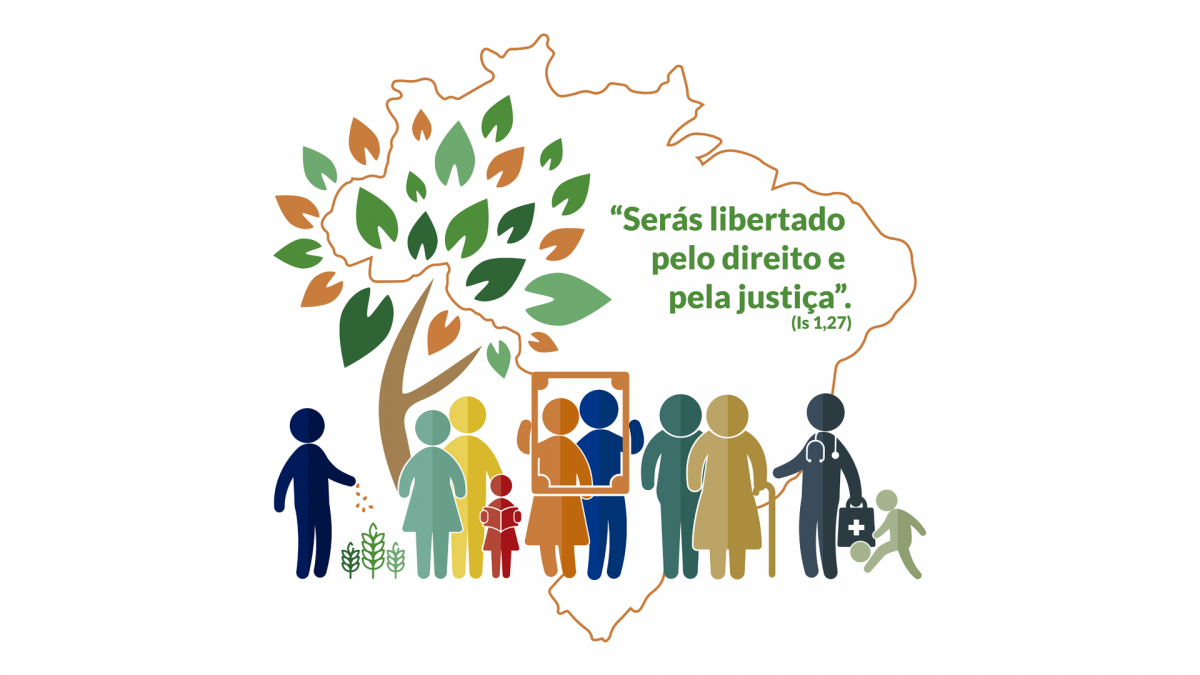 “Serás libertado
pelo direito e
pela justiça”.
(Is 1,27)